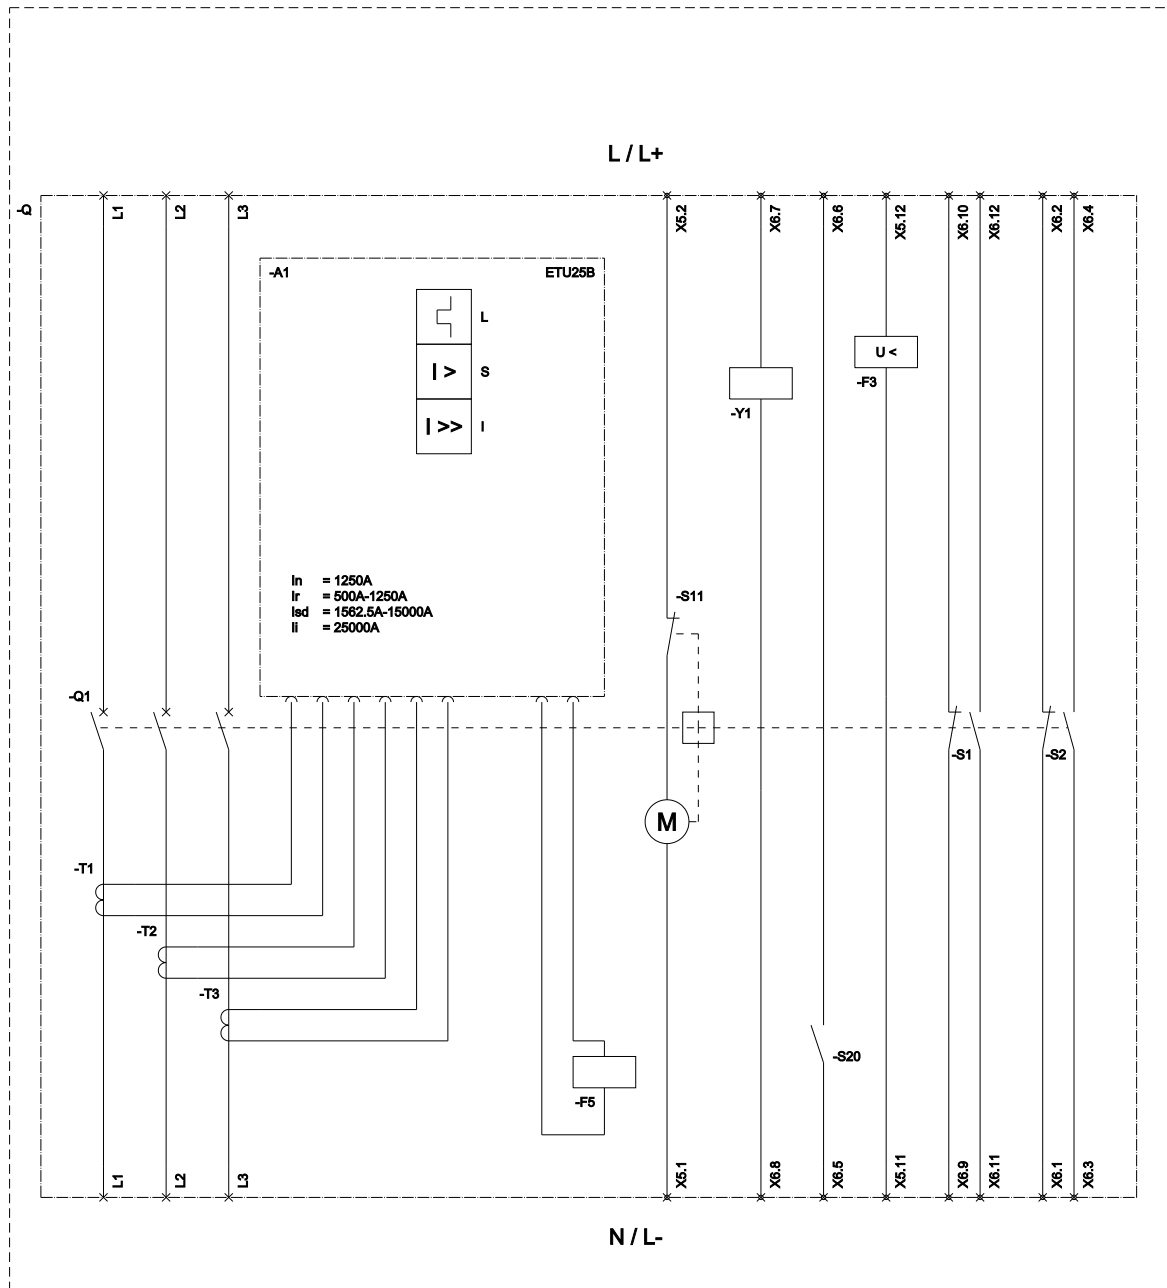 L / L+
-Q
L1
L2
L3
X5.2
X6.7
X6.6
X5.12
X6.10
X6.12
X6.2
X6.4
-A1 ETU25B
L
I > S
I >> I
U <
-F3
-Y1
In = 1250A
Ir = 500A-1250A
Isd = 1562.5A-15000A
Ii = 25000A
-S11
-Q1
-S1
-S2
M
-T1
-T2
-T3
-S20
-F5
L1
L2
L3
X5.1
X6.8
X6.5
X5.11
X6.9
X6.11
X6.1
X6.3
N / L-